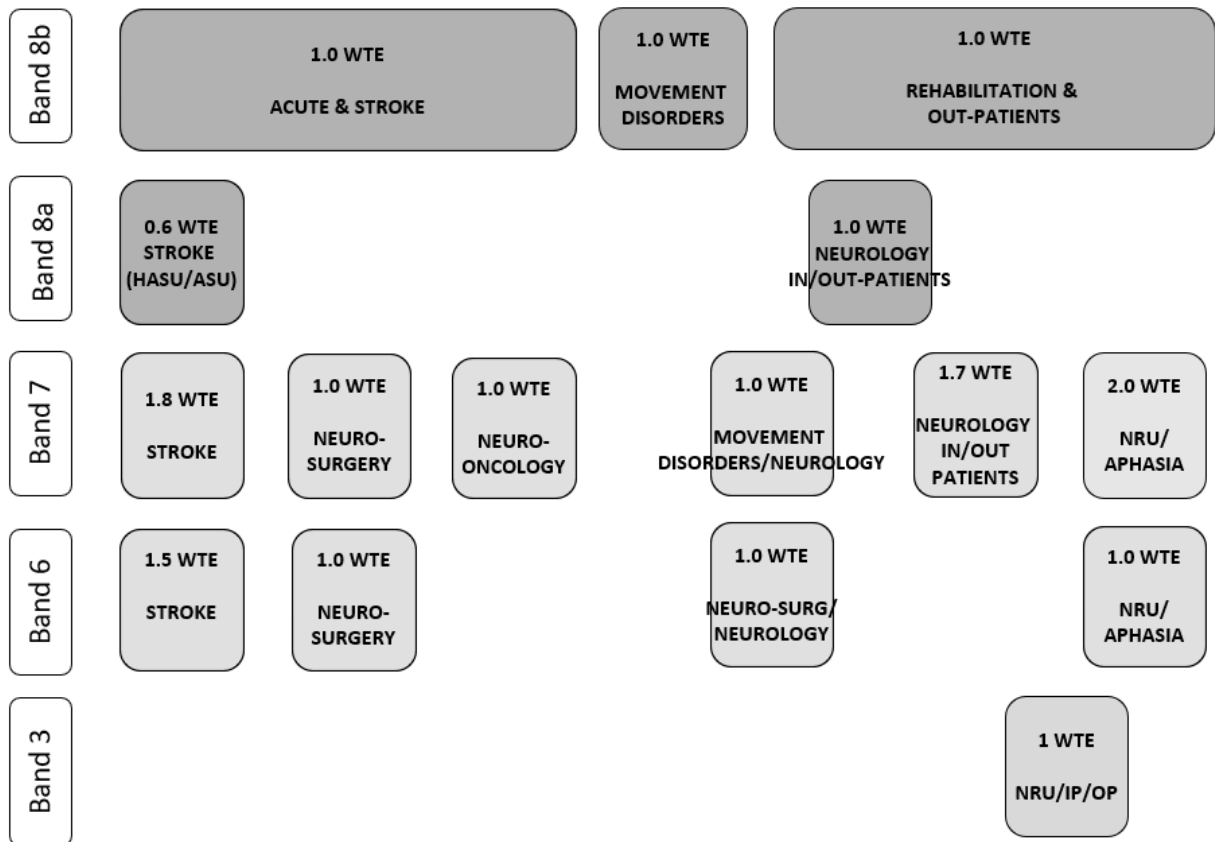 Band 8b
1.0 WTE
ACUTE & STROKE
1.0 WTE
MOVEMENT
DISORDERS
1.0 WTE
REHABILITATION &
OUT-PATIENTS
Band 8a
0.6 WTE
STROKE
(HASU/ASU)
1.0 WTE
NEUROLOGY
IN/OUT-PATIENTS
Band 7
1.8 WTE
STROKE
1.0 WTE
NEURO-
SURGERY
1.0 WTE
NEURO-
ONCOLOGY
1.0 WTE
MOVEMENT
DISORDERS/NEUROLOGY
1.7 WTE
NEUROLOGY
IN/OUT
PATIENTS
2.0 WTE
NRU/
APHASIA
Band 6
1.5 WTE
STROKE
1.0 WTE
NEURO-
SURGERY
1.0 WTE
NEURO-SURG/
NEUROLOGY
1.0 WTE
NRU/
APHASIA
Band 3
1 WTE
NRU/IP/OP